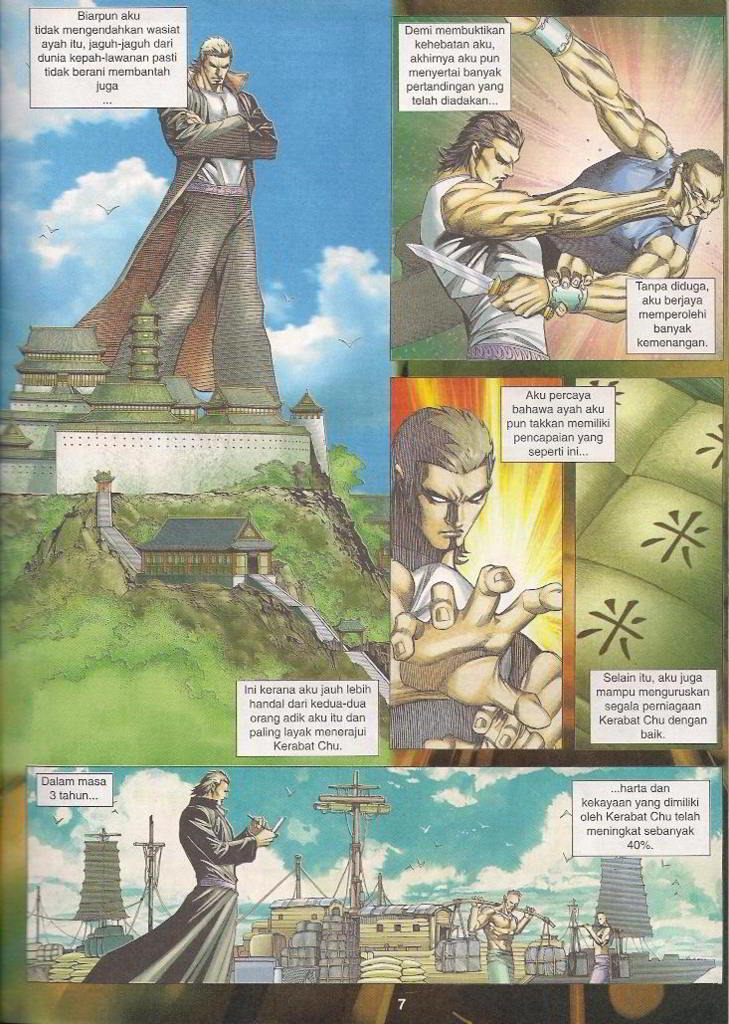 Biarpun aku
tidak mengendahkan wasiat
ayah itu, jaguh-jaguh dari
dunia kepah-lawanan pasti
tidak berani membantah
juga
...
Demi membuktikan
kehebatan aku,
akhirnya aku pun
menyertai banyak
pertandingan yang
telah diadakan...
Tanpa diduga,
aku berjaya
memperolehi
banyak
kemenangan.
Aku percaya
bahawa ayah aku
pun takkan memiliki
pencapaian yang
seperti ini...
Ini kerana aku jauh lebih
handal dari kedua-dua
orang adik aku itu dan
paling layak menerajui
Kerabat Chu.
Selain itu, aku juga
mampu menguruskan
segala perniagaan
Kerabat Chu dengan
baik.
Dalam masa
3 tahun...
...harta dan
kekayaan yang dimiliki
oleh Kerabat Chu telah
meningkat sebanyak
40%.
7